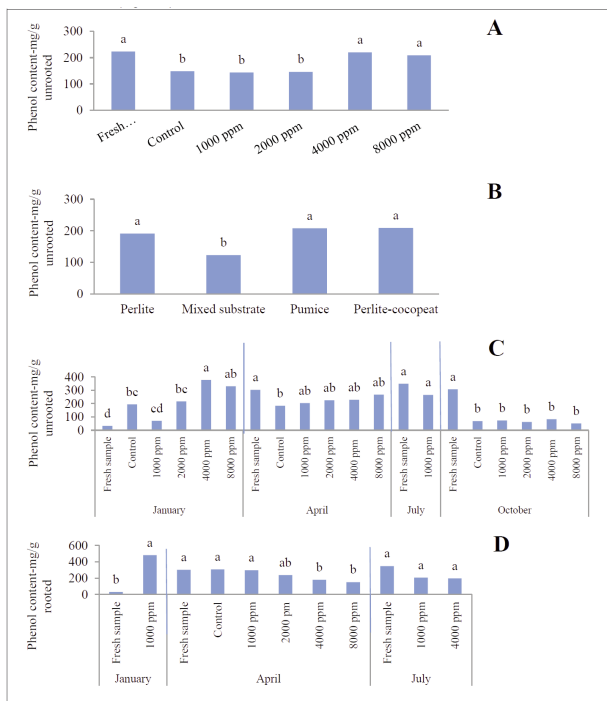 A
Phenol content-mg/g
unrooted
300
200
100
0
a
b
b
b
a
a
Fresh…
Control
1000 ppm
2000 ppm
4000 ppm
8000 ppm
B
Phenol content-mg/g
unrooted
300
200
100
0
a
b
a
a
Perlite
Mixed substrate
Pumice
Perlite-cocopeat
C
Phenol content-mg/g
unrooted
400
300
200
100
0
d
bc
cd
bc
a
ab
a
b
ab
ab
ab
ab
a
a
a
b
b
b
b
b
Fresh sample
Control
1000 ppm
2000 ppm
4000 ppm
8000 ppm
Fresh sample
Control
1000 ppm
2000 ppm
4000 ppm
8000 ppm
Fresh sample
1000 ppm
Fresh sample
Control
1000 ppm
2000 ppm
4000 ppm
8000 ppm
January
April
July
October
D
Phenol content-mg/g
rooted
600
400
200
0
b
a
a
a
a
ab
b
b
a
a
a
Fresh sample
1000 ppm
Fresh sample
Control
1000 ppm
2000 pm
4000 ppm
8000 ppm
Fresh sample
1000 ppm
4000 ppm
January
April
July